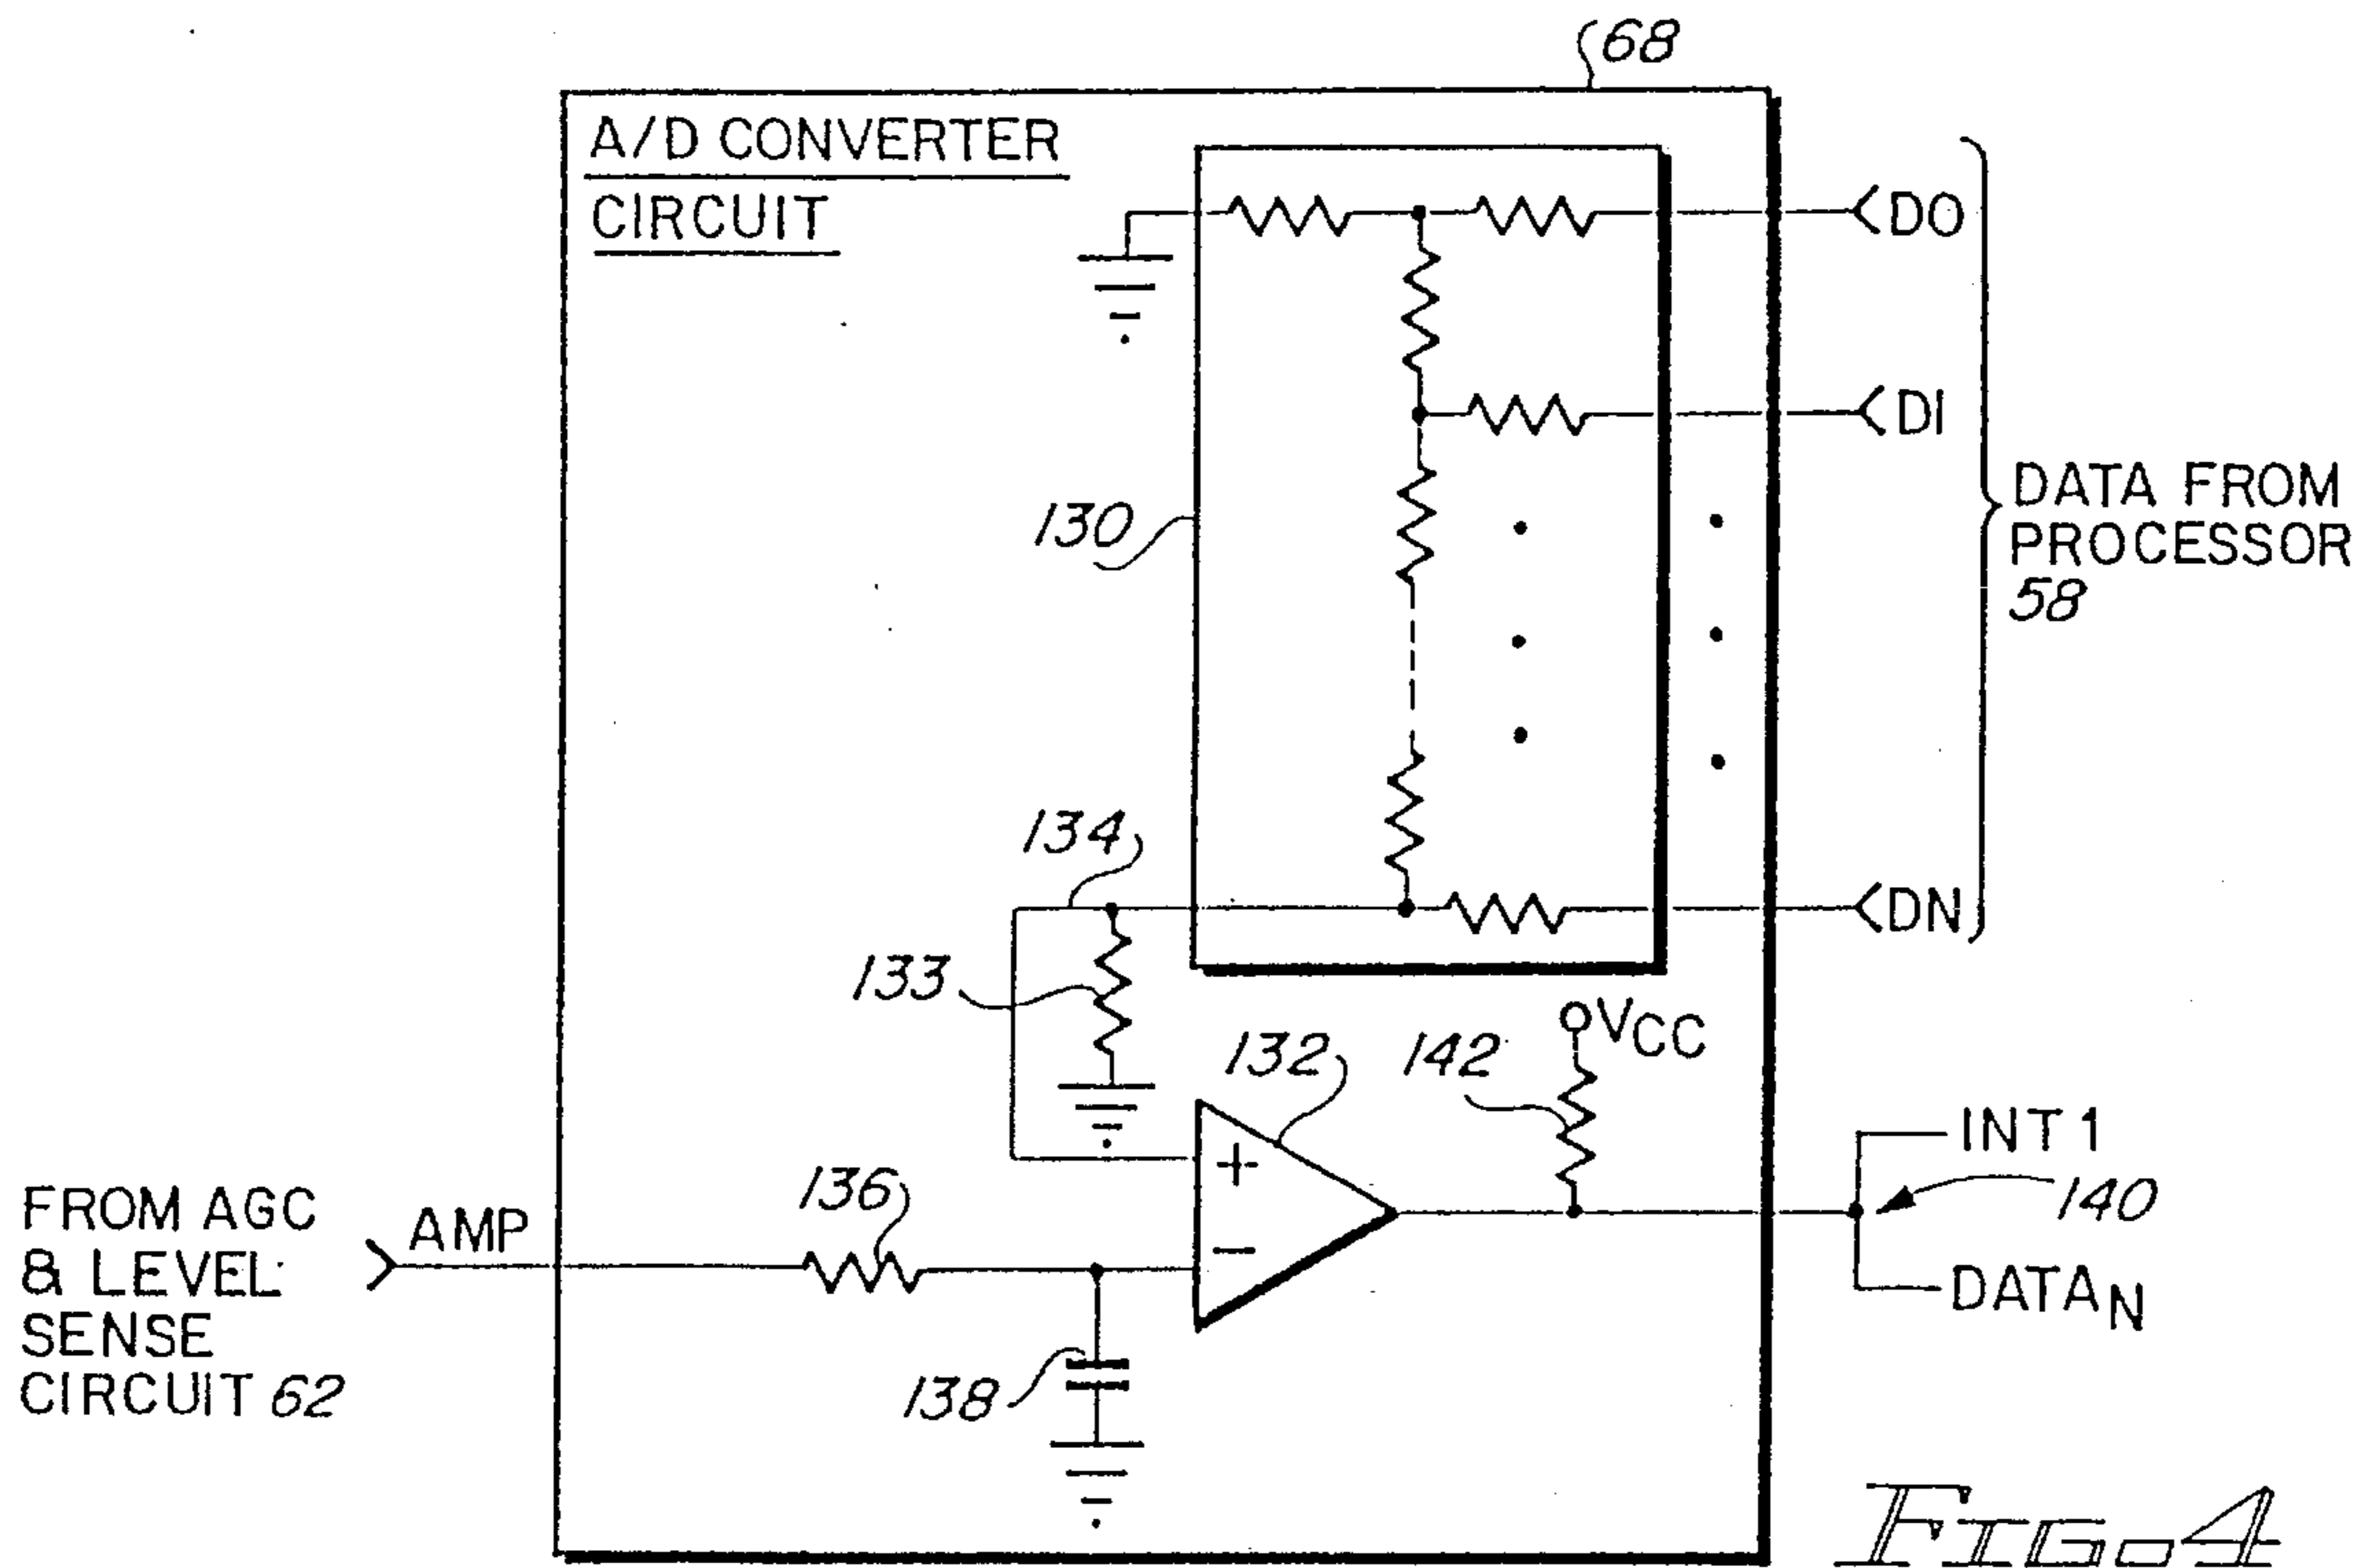 68
A/D CONVERTER
CIRCUIT
DO
DI
130
DATA FROM
PROCESSOR
58
134
DN
133
VCC
132
142
INT 1
136
140
FROM AGC
& LEVEL
SENSE
CIRCUIT 62
AMP
+
−
DATAN
138
FIG. 4